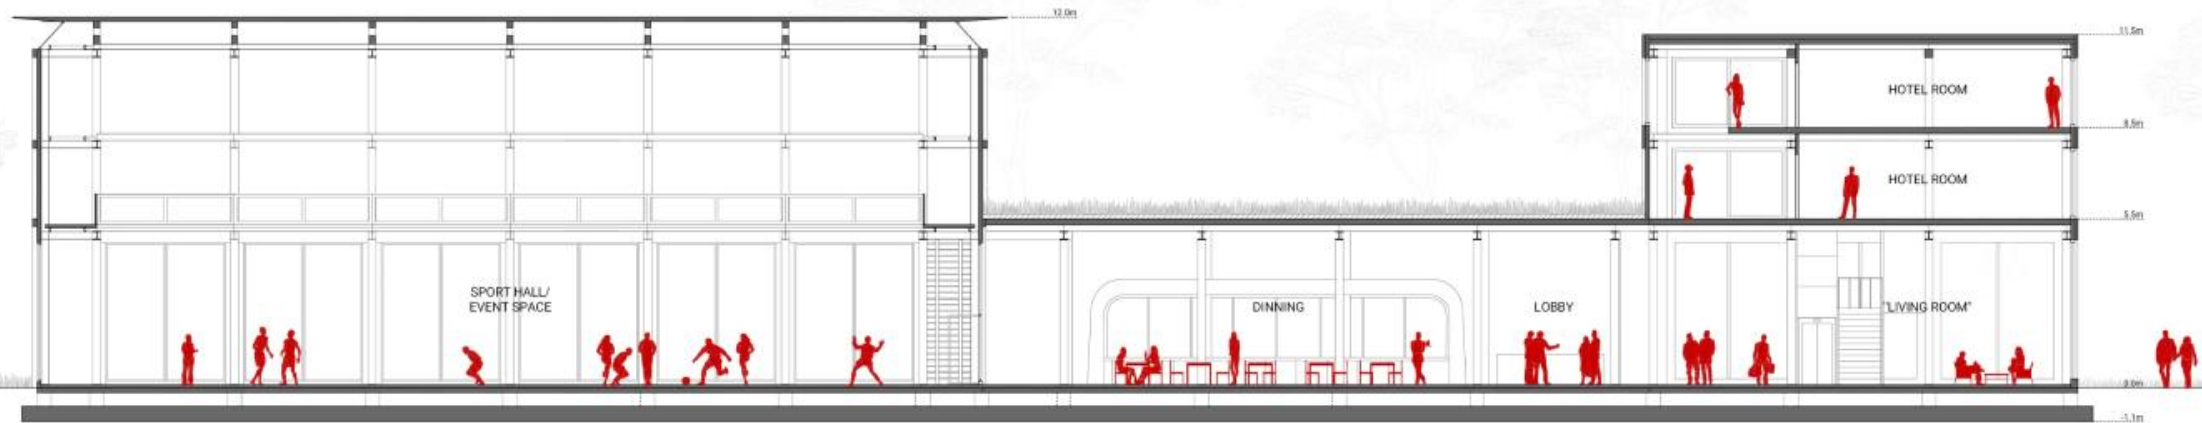 12.0m
11.5m
HOTEL ROOM
8.5m
HOTEL ROOM
5.5m
SPORT HALL/
EVENT SPACE
DINNING
LOBBY
"LIVING ROOM"
0.0m
-1.1m